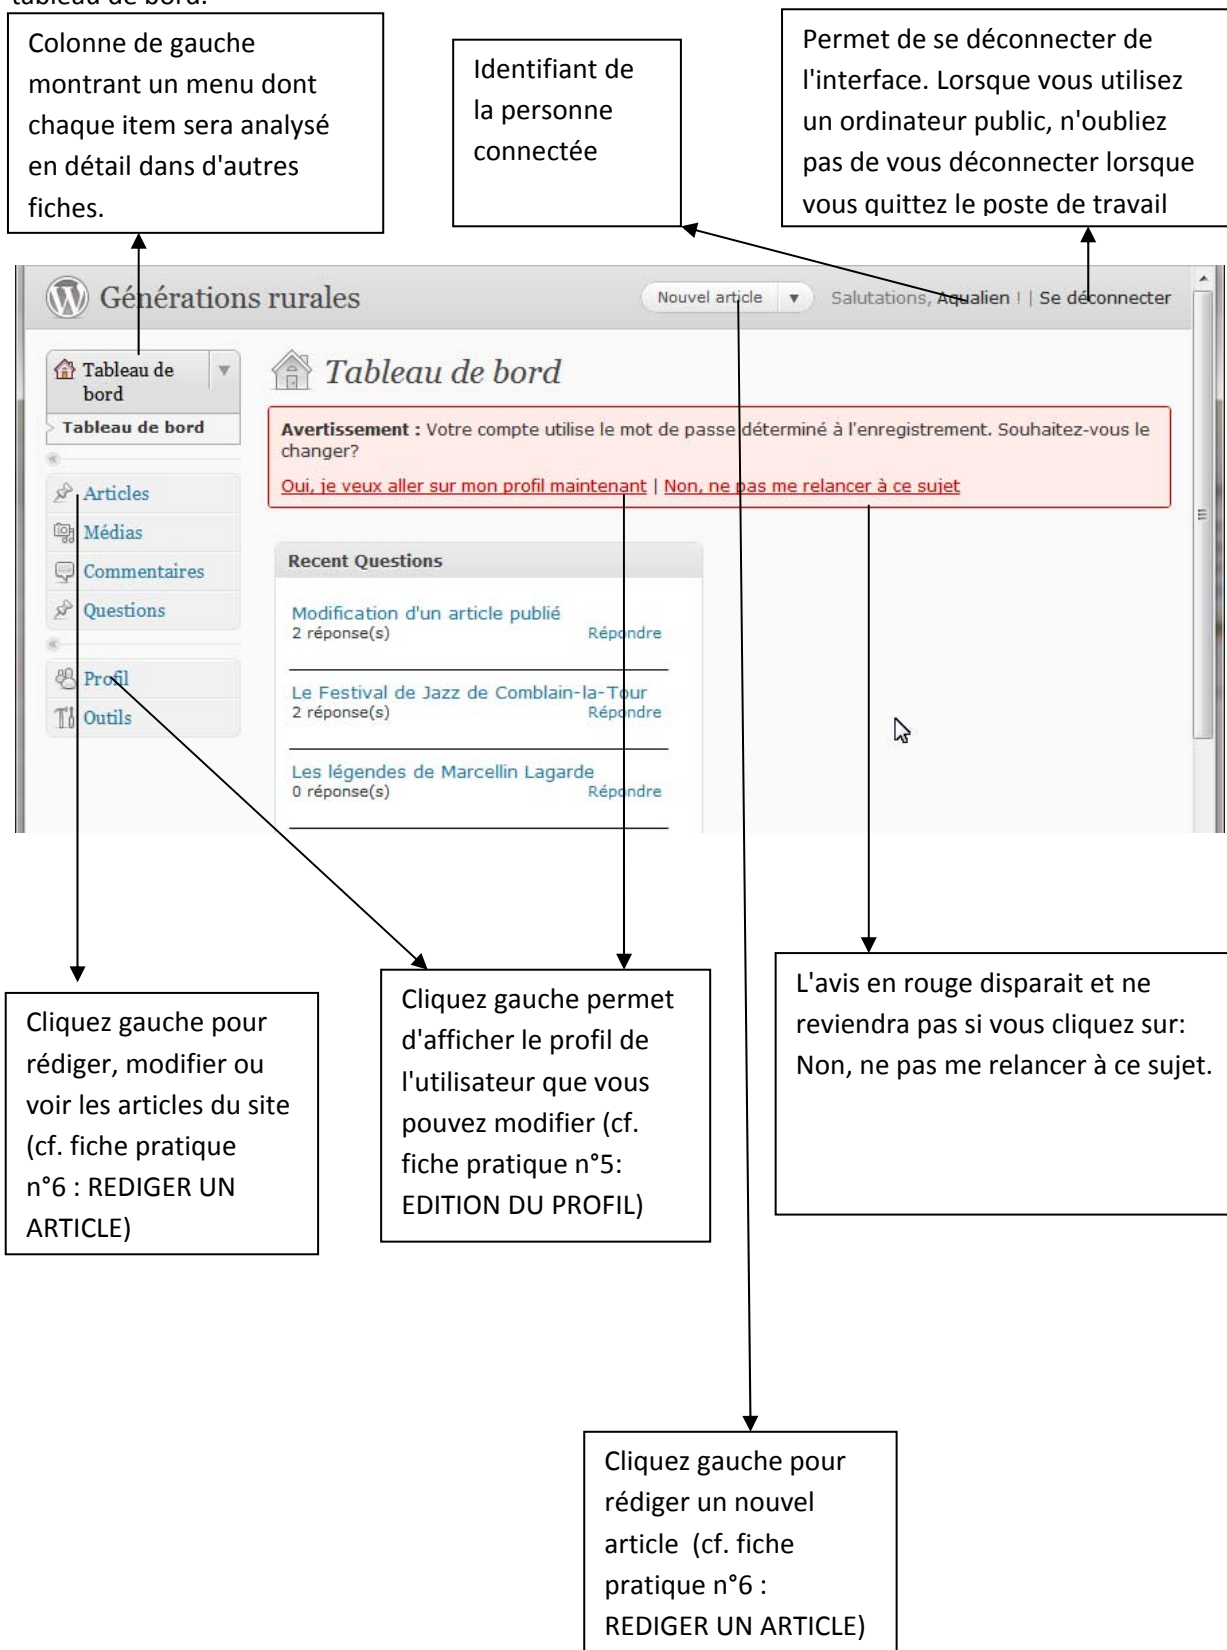 tableau de bord.
Colonne de gauche
montrant un menu dont
chaque item sera analysé
en détail dans d'autres
fiches.
Identifiant de
la personne
connectée
Permet de se déconnecter de
l'interface. Lorsque vous utilisez
un ordinateur public, n'oubliez
pas de vous déconnecter lorsque
vous quittez le poste de travail
Générations rurales
Nouvel article
Salutations, Aqualien ! | Se déconnecter
Tableau de
bord
Tableau de bord
Articles
Médias
Commentaires
Questions
Profil
Outils
Tableau de bord
Avertissement : Votre compte utilise le mot de passe déterminé à l'enregistrement. Souhaitez-vous le
changer?
Oui, je veux aller sur mon profil maintenant | Non, ne pas me relancer à ce sujet
Recent Questions
Modification d'un article publié
2 réponse(s) Répondre
Le Festival de Jazz de Comblain-la-Tour
2 réponse(s) Répondre
Les légendes de Marcellin Lagarde
0 réponse(s) Répondre
Cliquez gauche pour
rédiger, modifier ou
voir les articles du site
(cf. fiche pratique
n°6 : REDIGER UN
ARTICLE)
Cliquez gauche permet
d'afficher le profil de
l'utilisateur que vous
pouvez modifier (cf.
fiche pratique n°5:
EDITION DU PROFIL)
L'avis en rouge disparait et ne
reviendra pas si vous cliquez sur:
Non, ne pas me relancer à ce sujet.
Cliquez gauche pour
rédiger un nouvel
article (cf. fiche
pratique n°6 :
REDIGER UN ARTICLE)